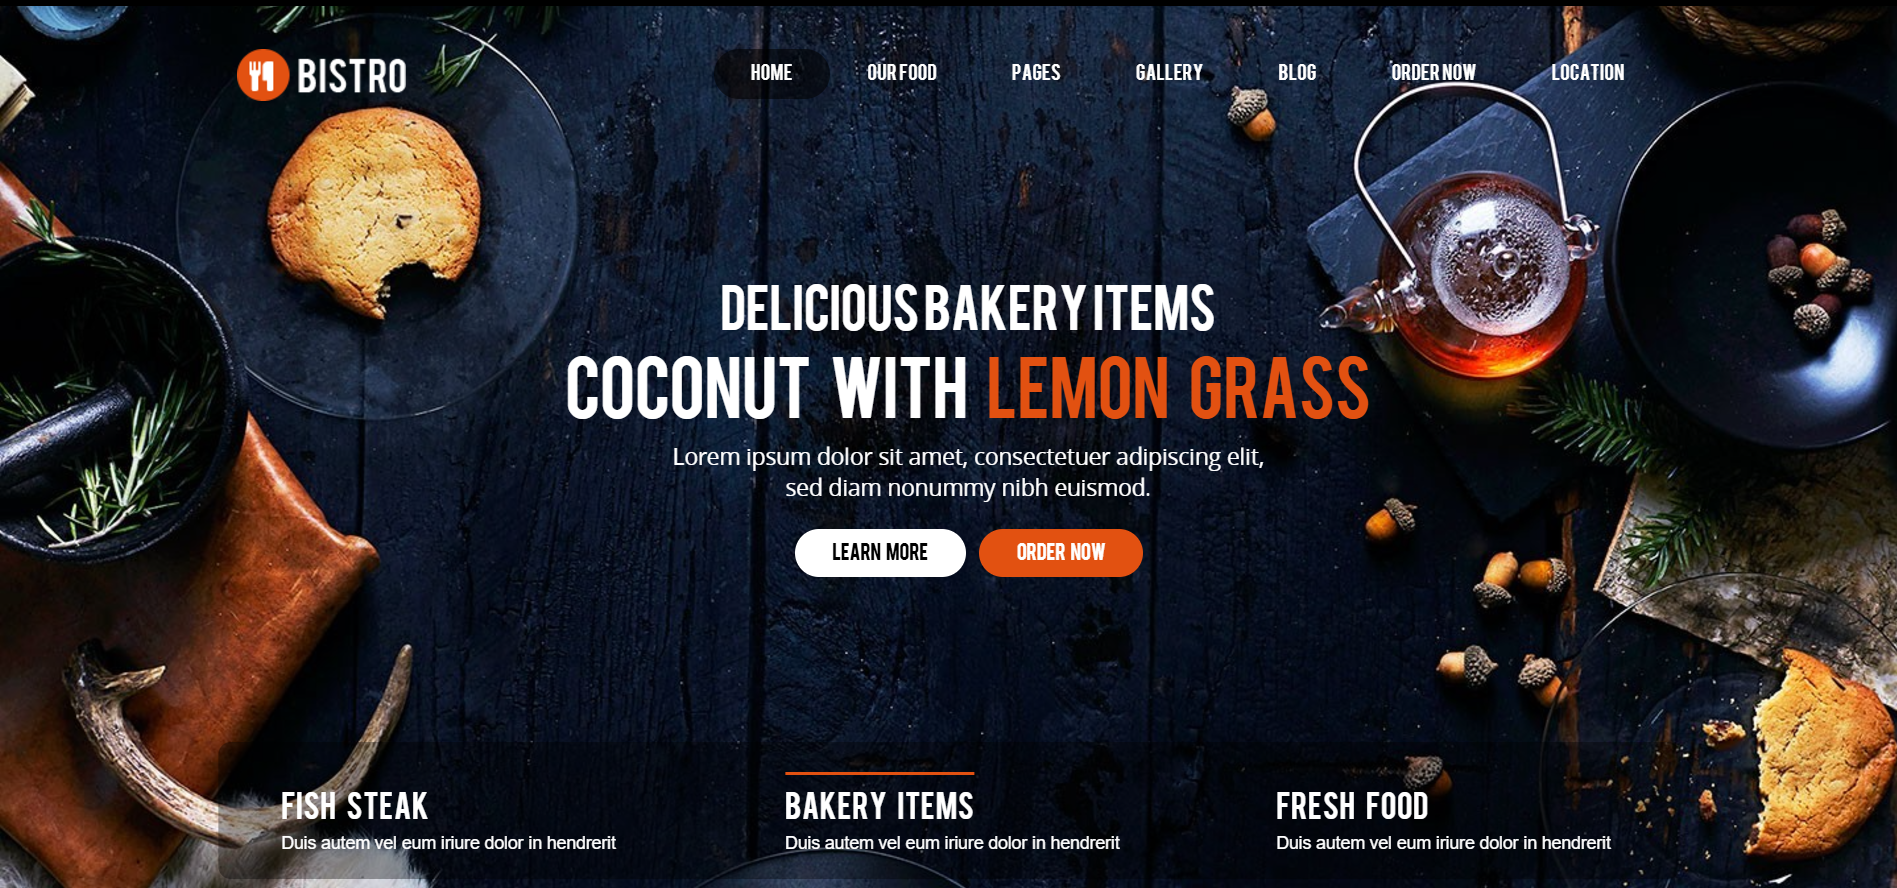 BISTRO
HOME
OUR FOOD
PAGES
GALLERY
BLOG
ORDER NOW
LOCATION
DELICIOUS BAKERY ITEMS
COCONUT WITH LEMON GRASS
Lorem ipsum dolor sit amet, consectetuer adipiscing elit,
sed diam nonummy nibh euismod.
LEARN MORE
ORDER NOW
FISH STEAK
Duis autem vel eum iriure dolor in hendrerit
BAKERY ITEMS
Duis autem vel eum iriure dolor in hendrerit
FRESH FOOD
Duis autem vel eum iriure dolor in hendrerit